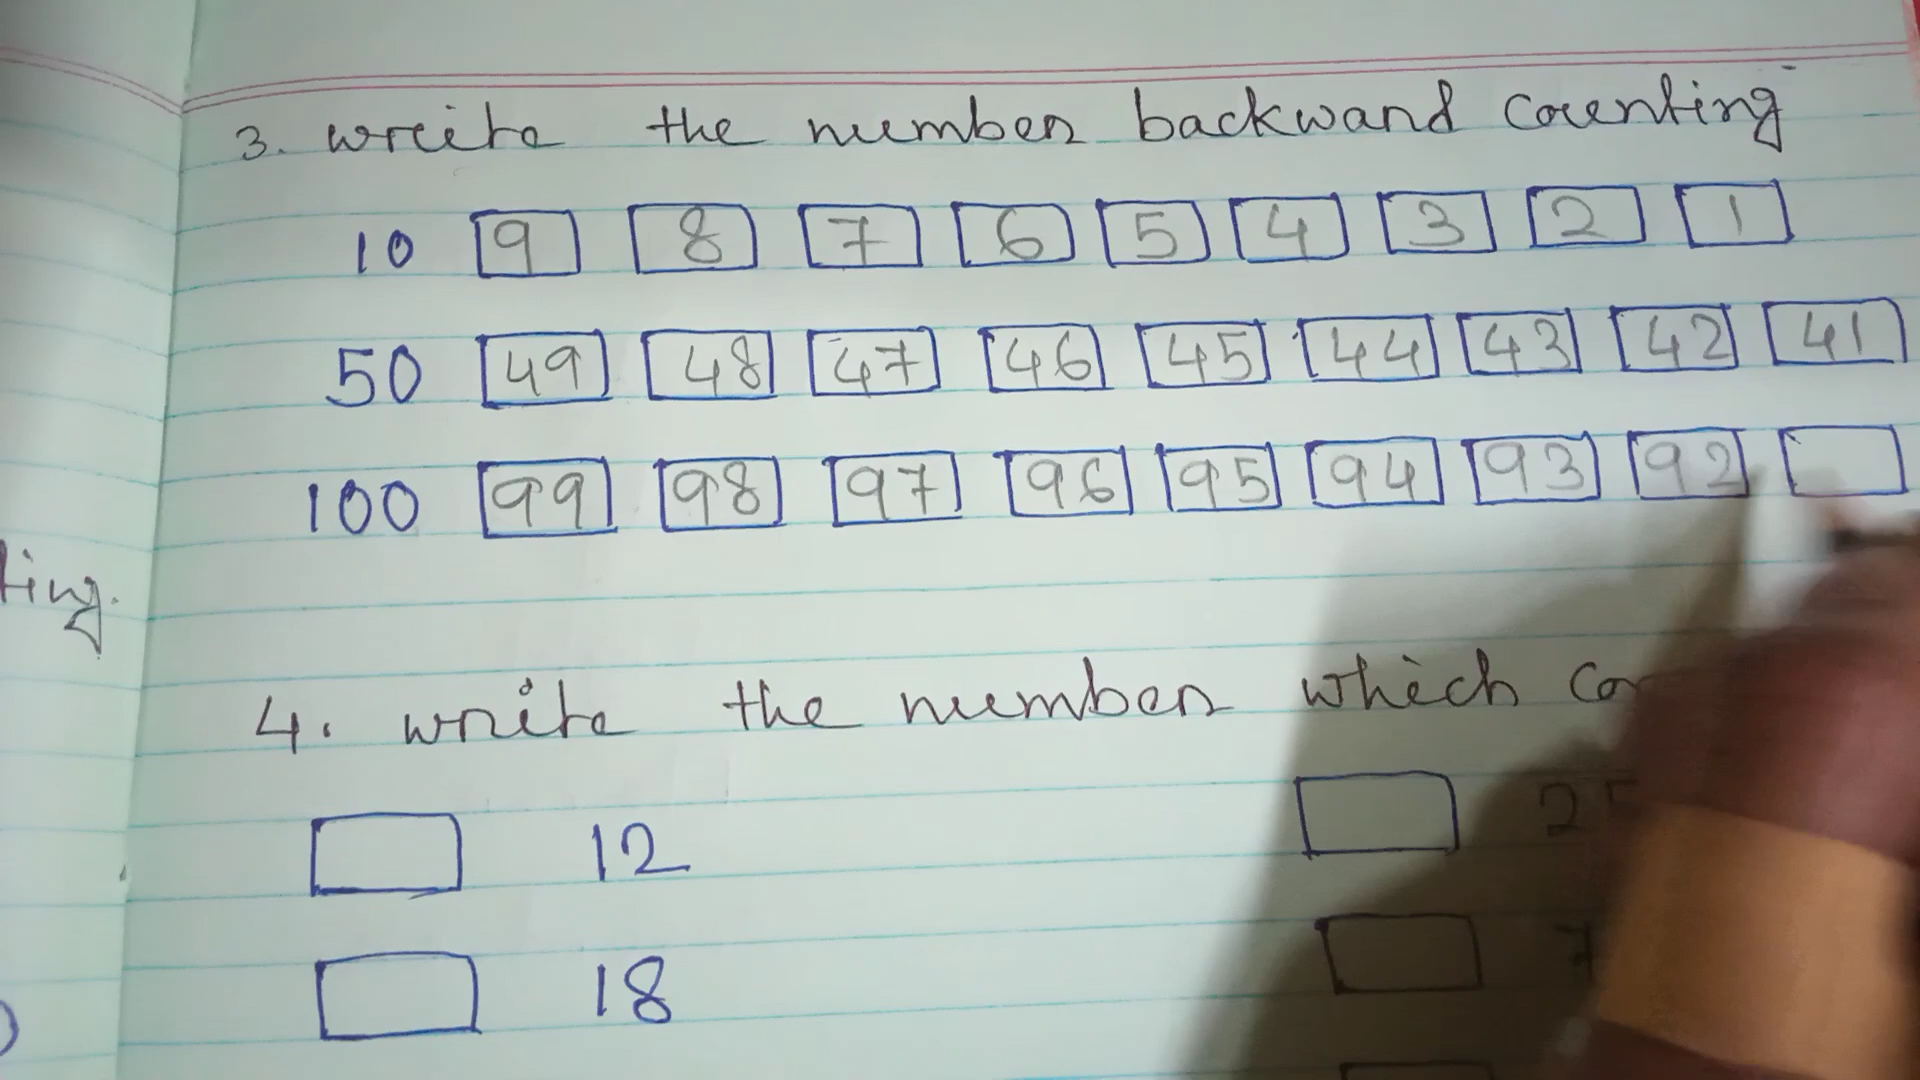 3. write the number backward counting
10 9 8 7 6 5 4 3 2 1
50 49 48 47 46 45 44 43 42 41
100 99 98 97 96 95 94 93 92
ting.
4. write the number which
12
18